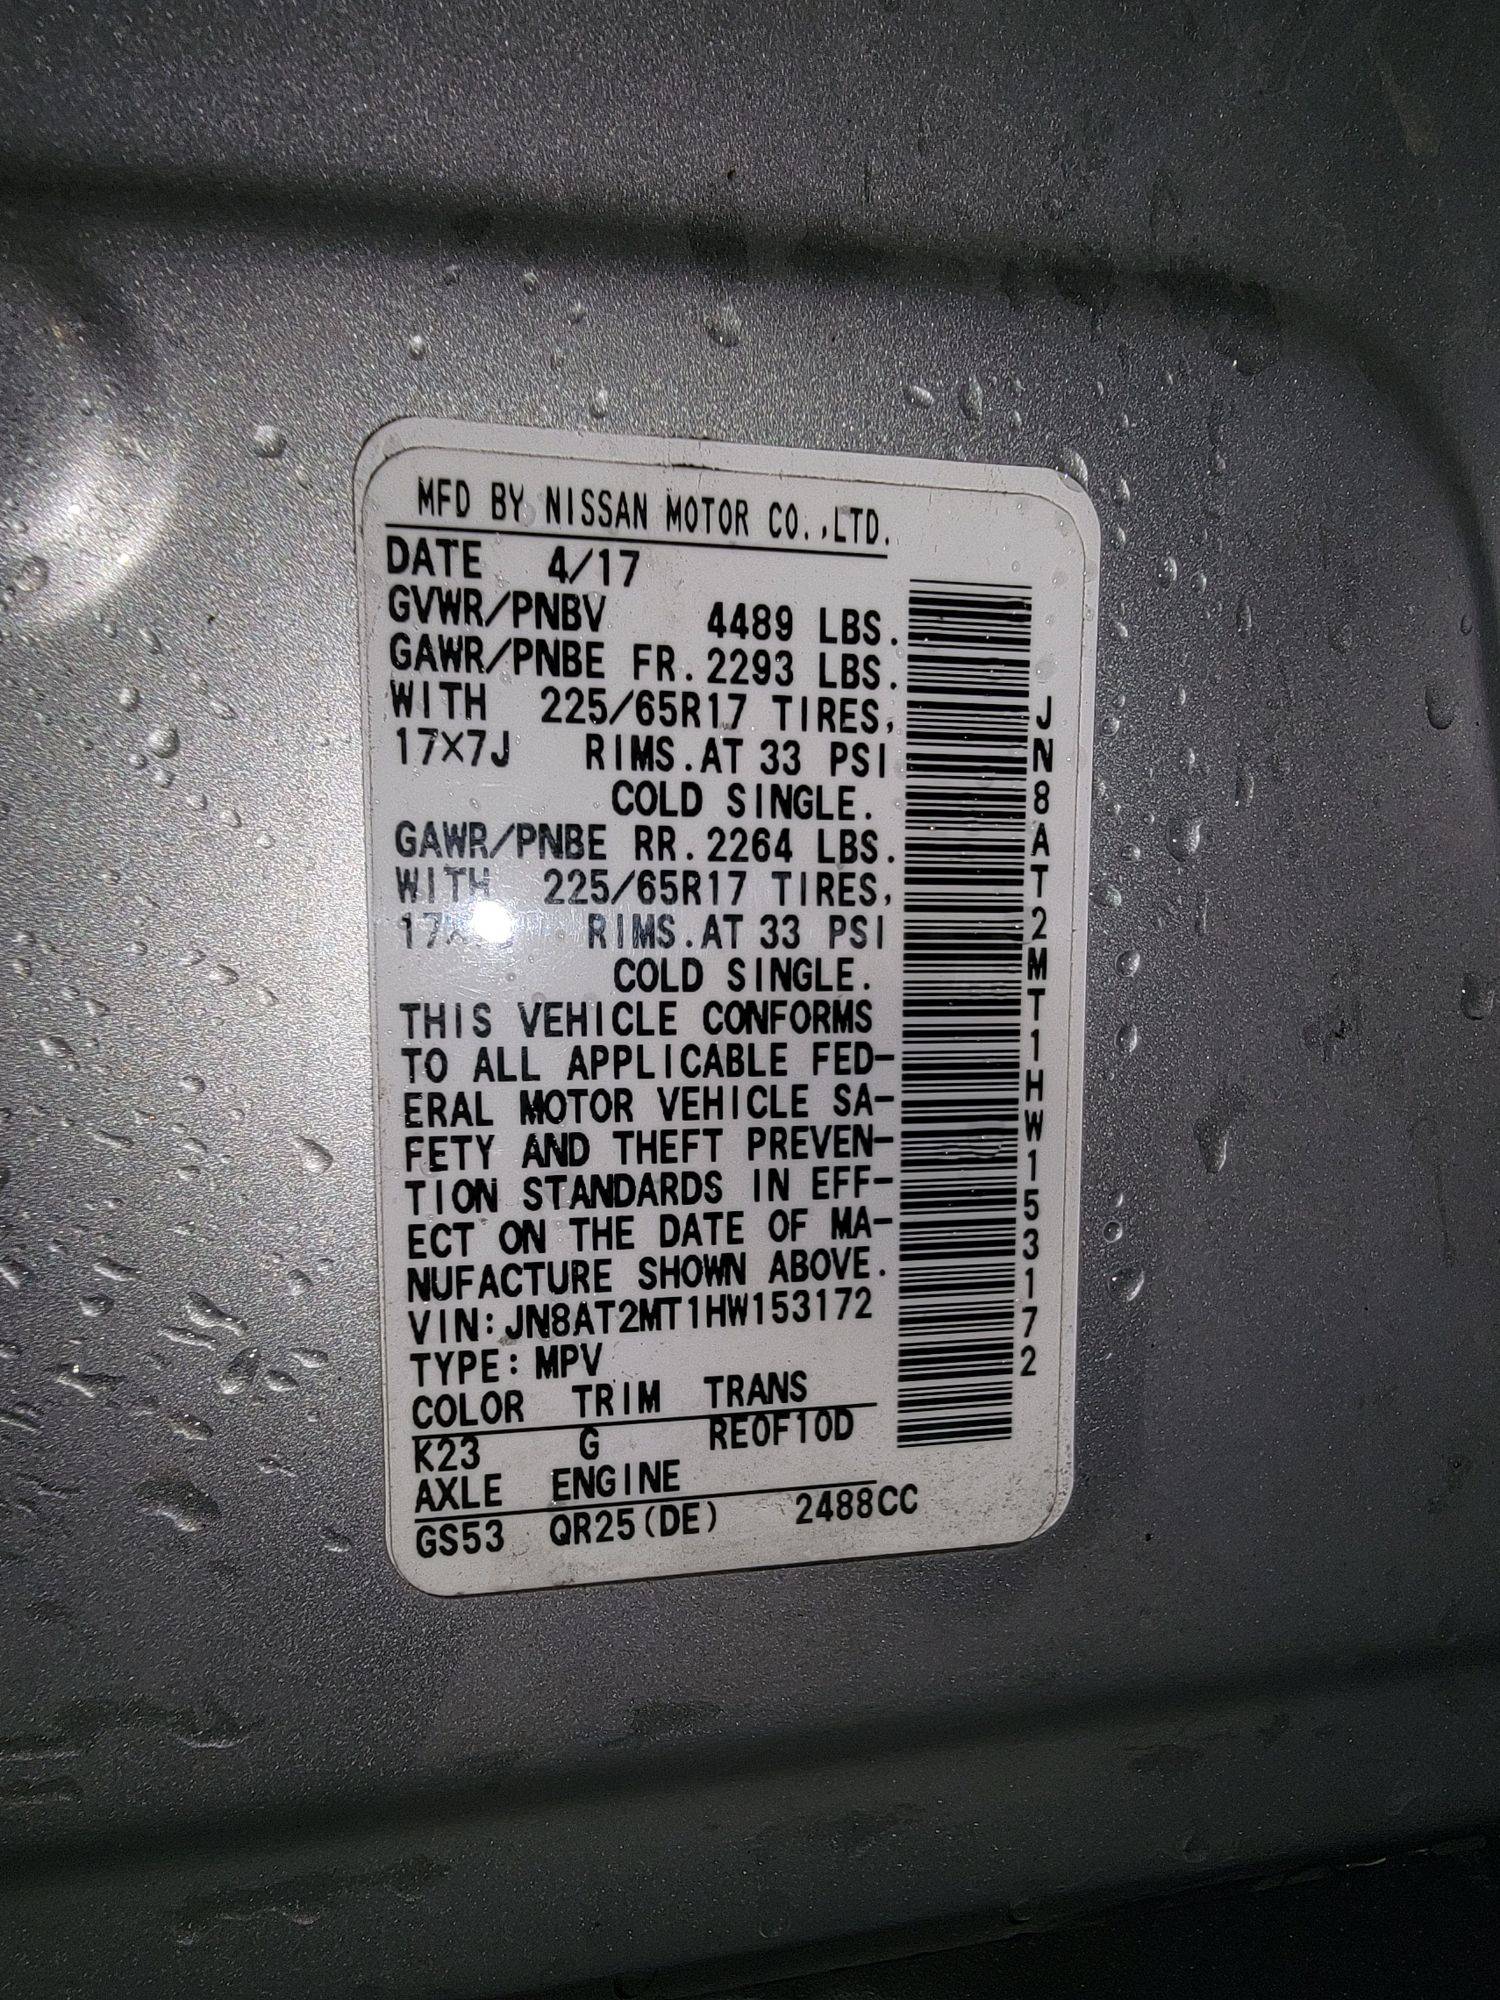 MFD BY NISSAN MOTOR CO.,LTD.
DATE 4/17
GVWR/PNBV 4489 LBS.
GAWR/PNBE FR. 2293 LBS.
WITH 225/65R17 TIRES,
17X7J RIMS.AT 33 PSI
COLD SINGLE.
GAWR/PNBE RR. 2264 LBS.
WITH 225/65R17 TIRES,
RIMS.AT 33 PSI
COLD SINGLE.
THIS VEHICLE CONFORMS
TO ALL APPLICABLE FED-
ERAL MOTOR VEHICLE SA-
FETY AND THEFT PREVEN-
TION STANDARDS IN EFF-
ECT ON THE DATE OF MA-
NUFACTURE SHOWN ABOVE.
VIN:JN8AT2MT1HW153172
TYPE:MPV
COLOR TRIM TRANS
K23 G RE0F10D
AXLE ENGINE
GS53 QR25(DE) 2488CC
JN8AT2MT1HW153172